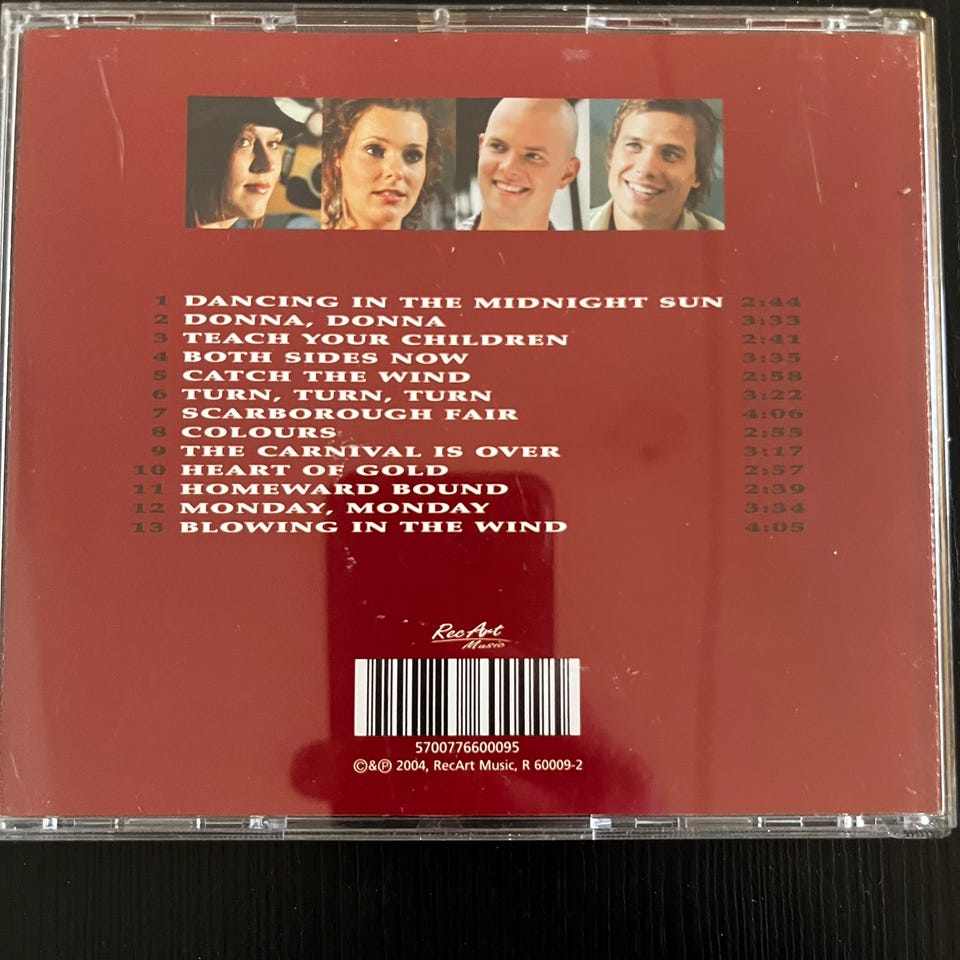 1 DANCING IN THE MIDNIGHT SUN 2:44
2 DONNA, DONNA 3:33
3 TEACH YOUR CHILDREN 2:41
4 BOTH SIDES NOW 3:35
5 CATCH THE WIND 2:58
6 TURN, TURN, TURN 3:22
7 SCARBOROUGH FAIR 4:06
8 COLOURS 2:55
9 THE CARNIVAL IS OVER 3:17
10 HEART OF GOLD 2:57
11 HOMEWARD BOUND 2:39
12 MONDAY, MONDAY 3:34
13 BLOWING IN THE WIND 4:05
RecArt
Music
5700776600095
©&℗ 2004, RecArt Music, R 60009-2